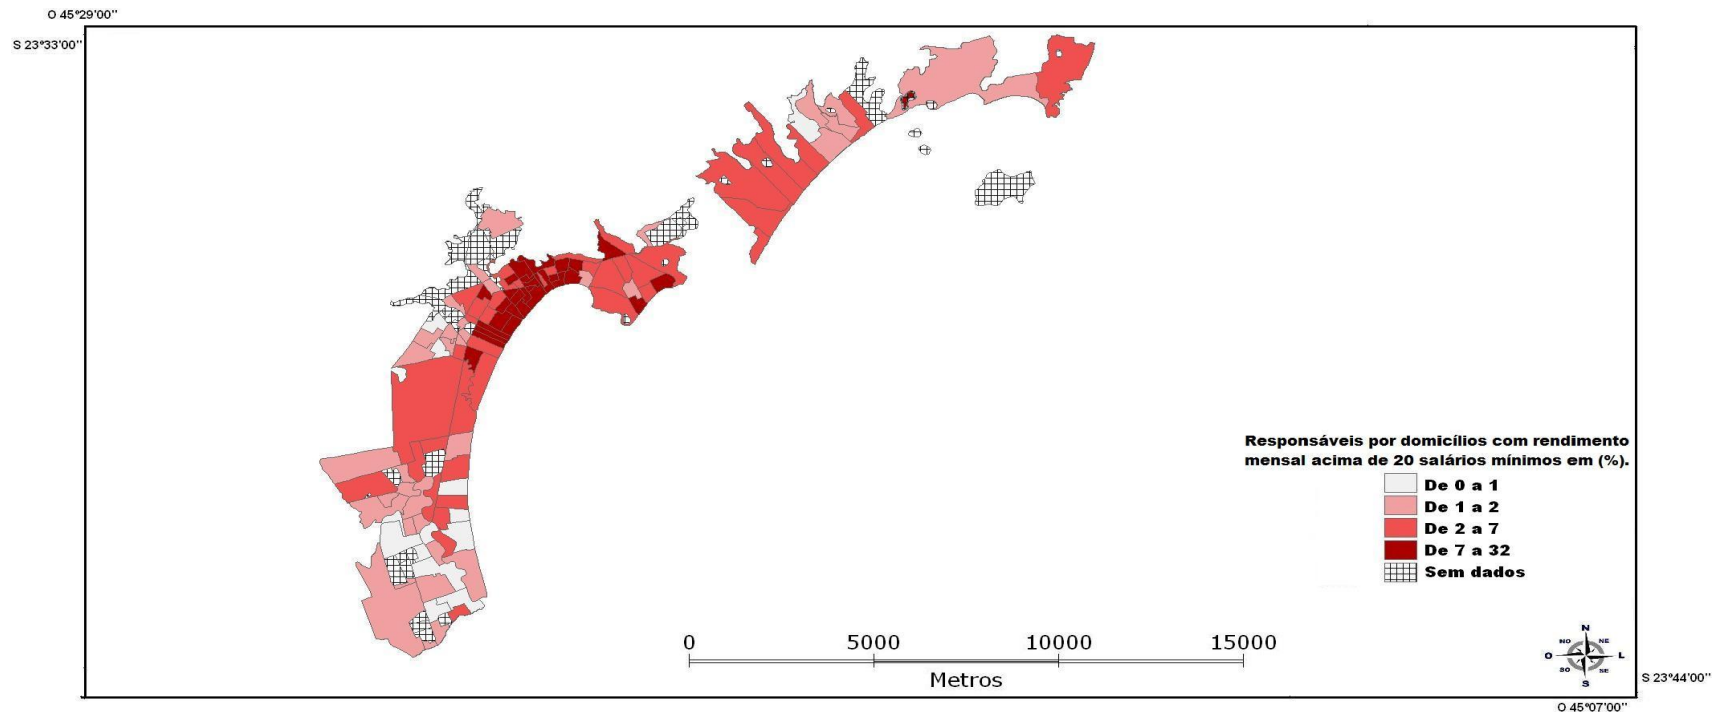 O 45°29'00''
S 23°33'00''
Responsáveis por domicílios com rendimento
mensal acima de 20 salários mínimos em (%).
De 0 a 1
De 1 a 2
De 2 a 7
De 7 a 32
Sem dados
0 5000 10000 15000
Metros
N
NO NE
O L
SO SE
S
S 23°44'00''
O 45°07'00''